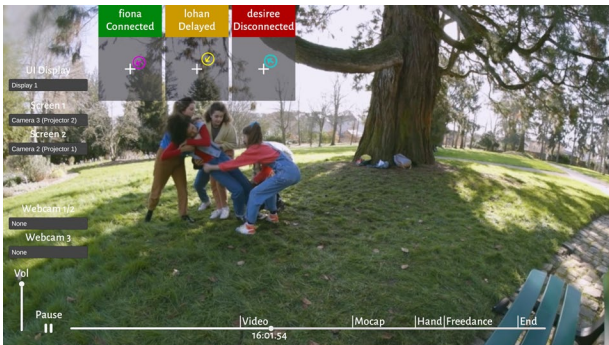 fiona
Connected
lohan
Delayed
desiree
Disconnected
UI Display
Display 1
Screen 1
Camera 3 (Projector 2)
Screen 2
Camera 2 (Projector 1)
Webcam 1/2
None
Webcam 3
None
Vol
Pause
Video
Mocap
Hand
Freedance
End
16:01.54